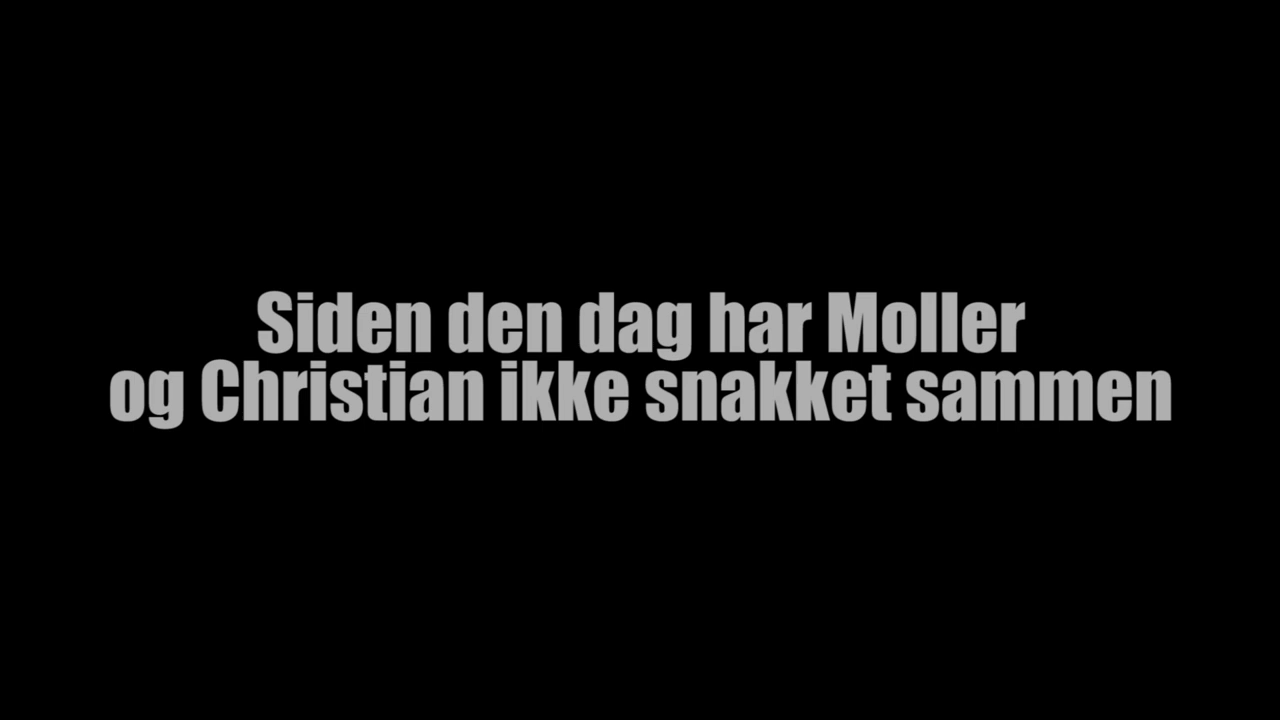 Siden den dag har Moller
og Christian ikke snakket sammen